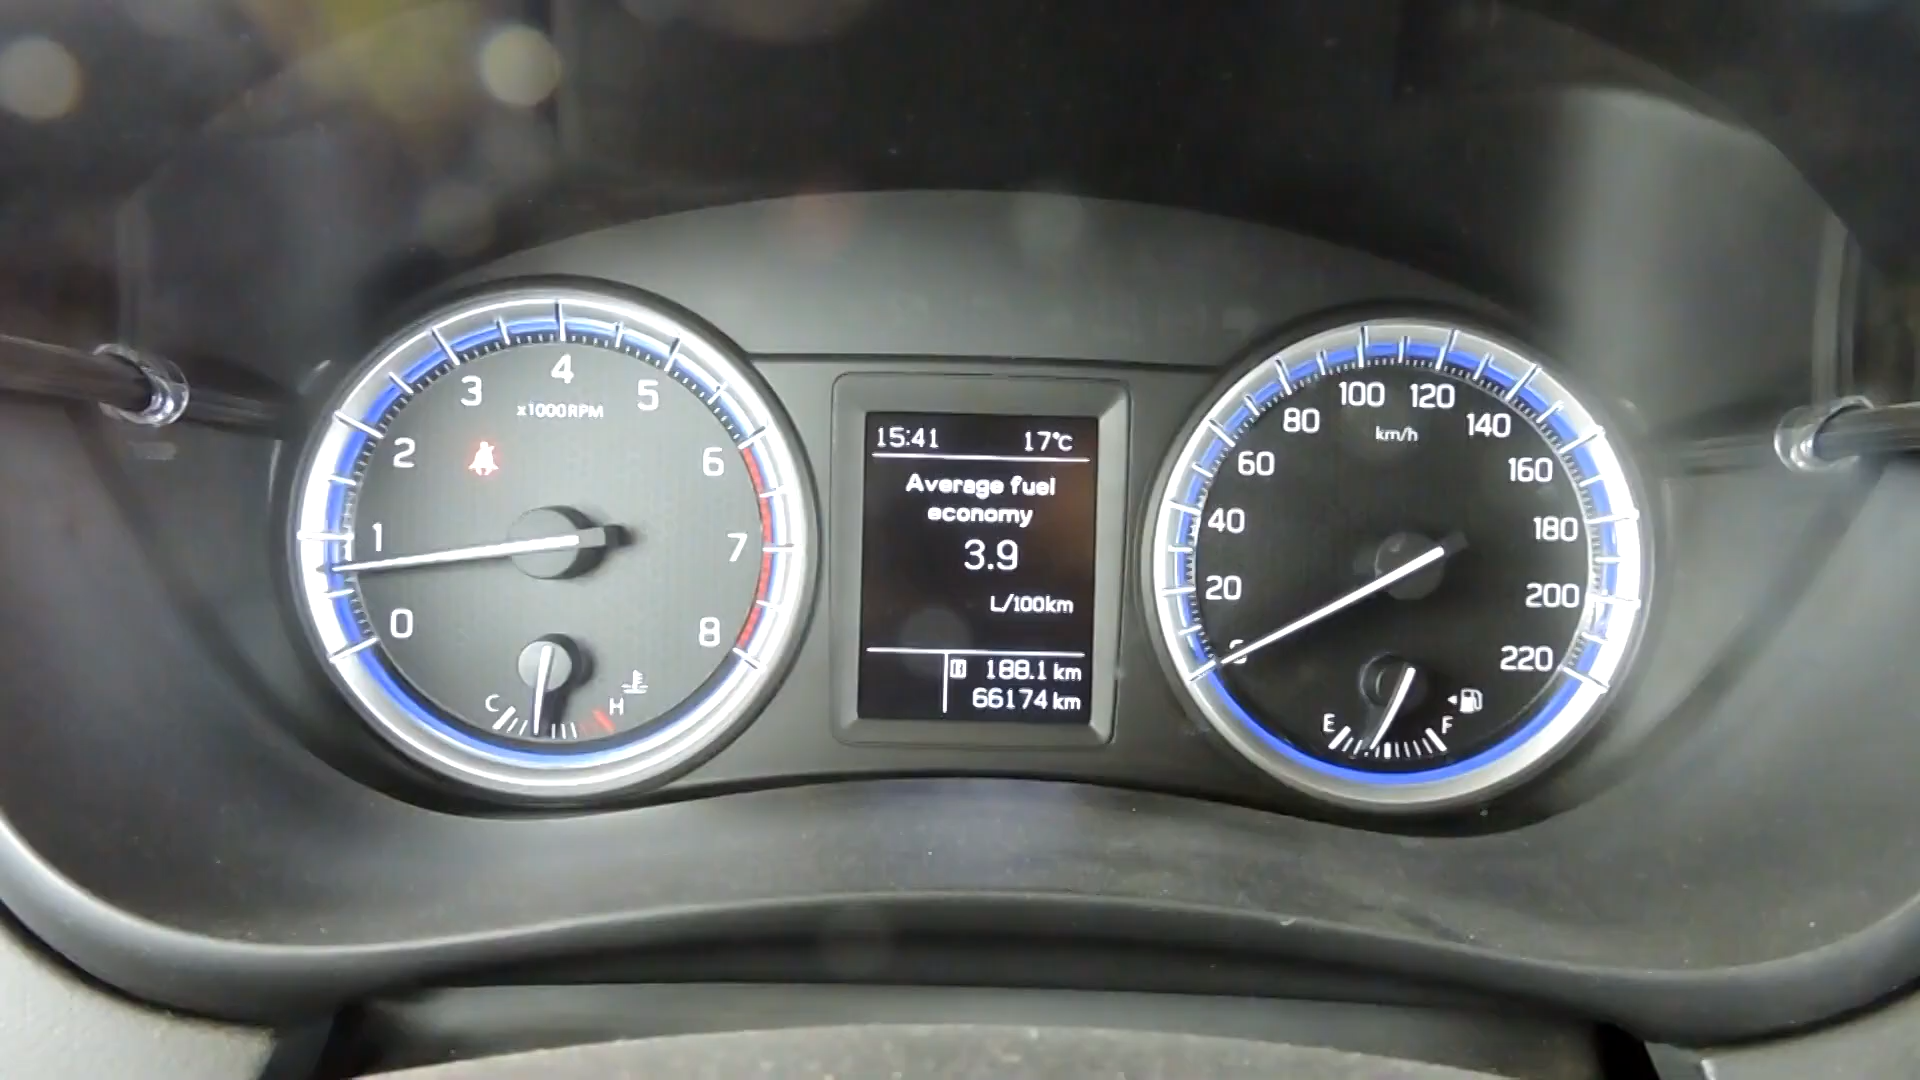 4
3
5
x1000RPM
2
6
1
7
0
8
C
H
15:41 17°C
Average fuel
economy
3.9
L/100km
B 188.1 km
66174 km
100
120
80
140
km/h
60
160
40
180
20
200
0
220
E
F